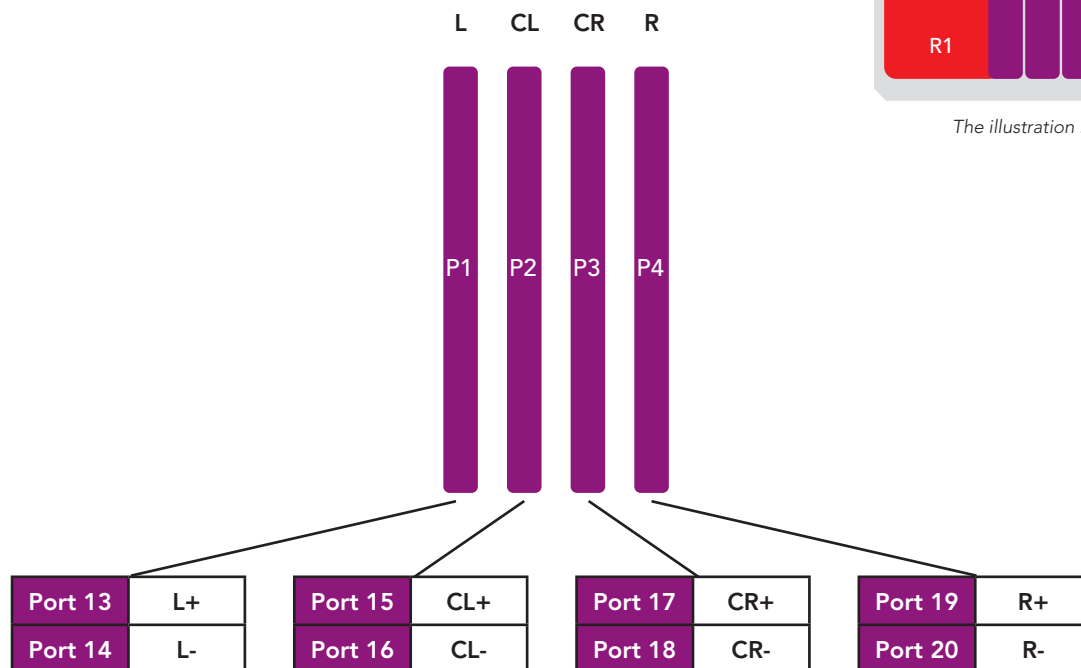 L CL CR R
R1
The illustration
P1 P2 P3 P4
Port 13 L+ Port 15 CL+ Port 17 CR+ Port 19 R+
Port 14 L- Port 16 CL- Port 18 CR- Port 20 R-